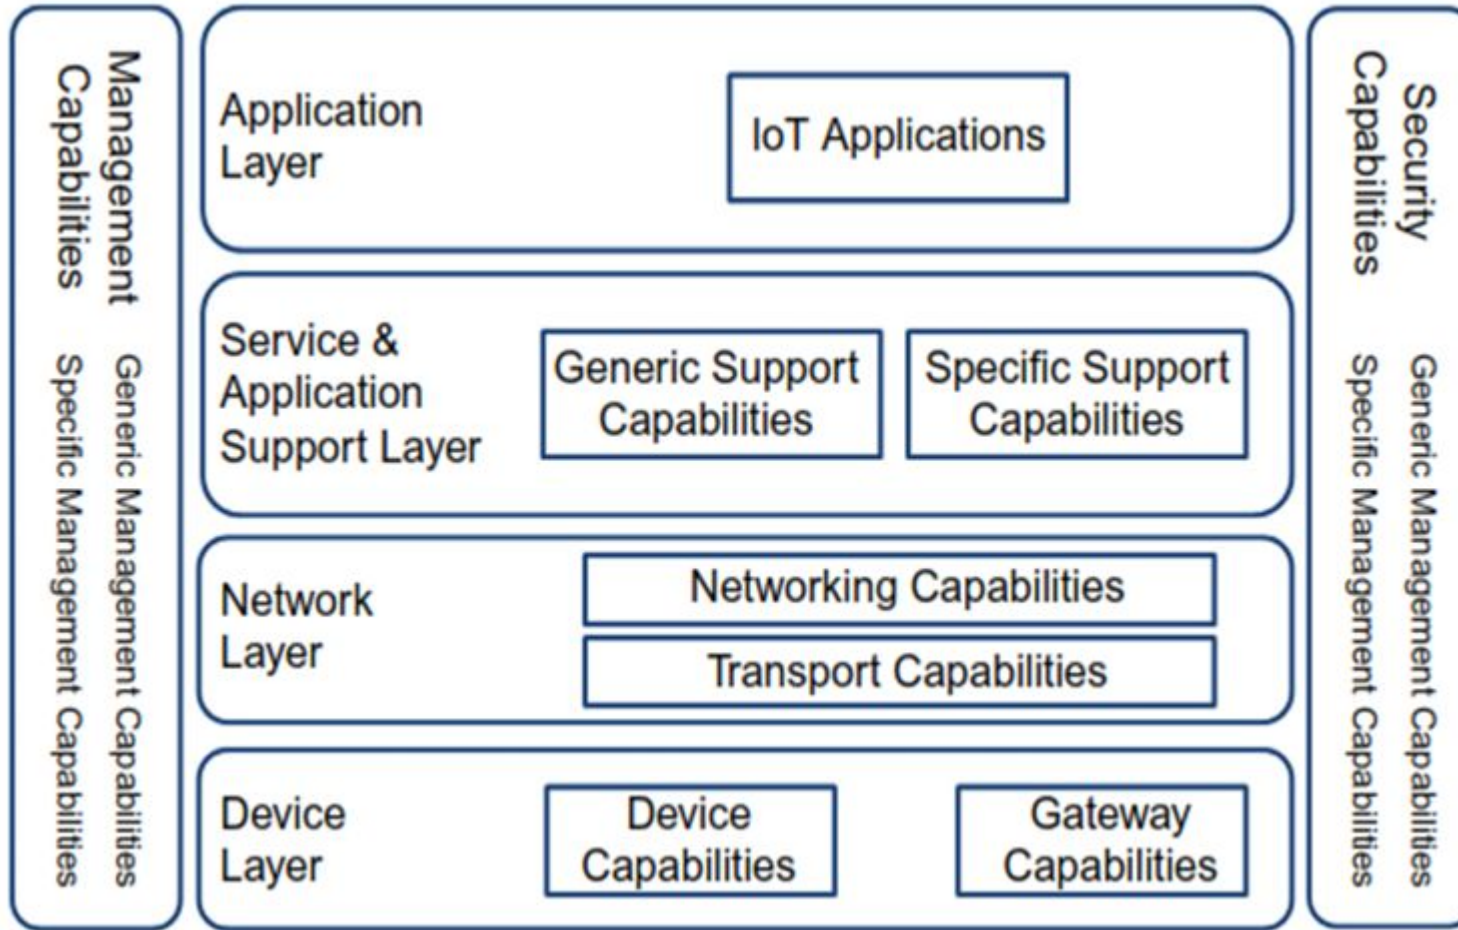 Management
Capabilities
Generic Management Capabilities
Specific Management Capabilities
Application
Layer
IoT Applications
Service &
Application
Support Layer
Generic Support
Capabilities
Specific Support
Capabilities
Network
Layer
Networking Capabilities
Transport Capabilities
Device
Layer
Device
Capabilities
Gateway
Capabilities
Security
Capabilities
Generic Management Capabilities
Specific Management Capabilities